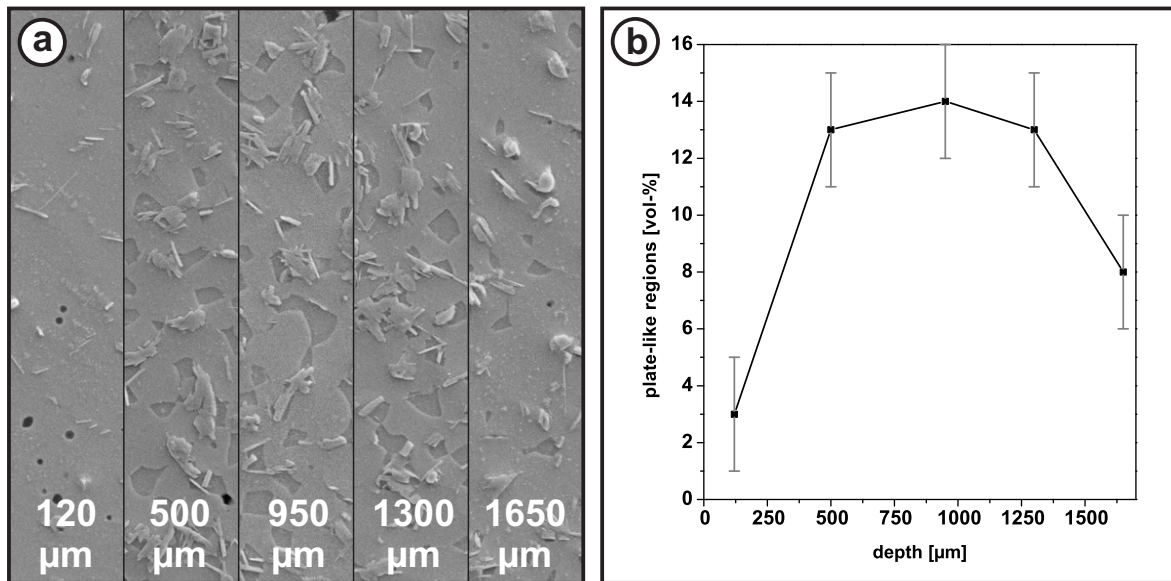 a
120 500 950 1300 1650
µm µm µm µm µm
b
16
14
12
10
8
6
4
2
0
plate-like regions [vol-%]
0 250 500 750 1000 1250 1500
depth [µm]